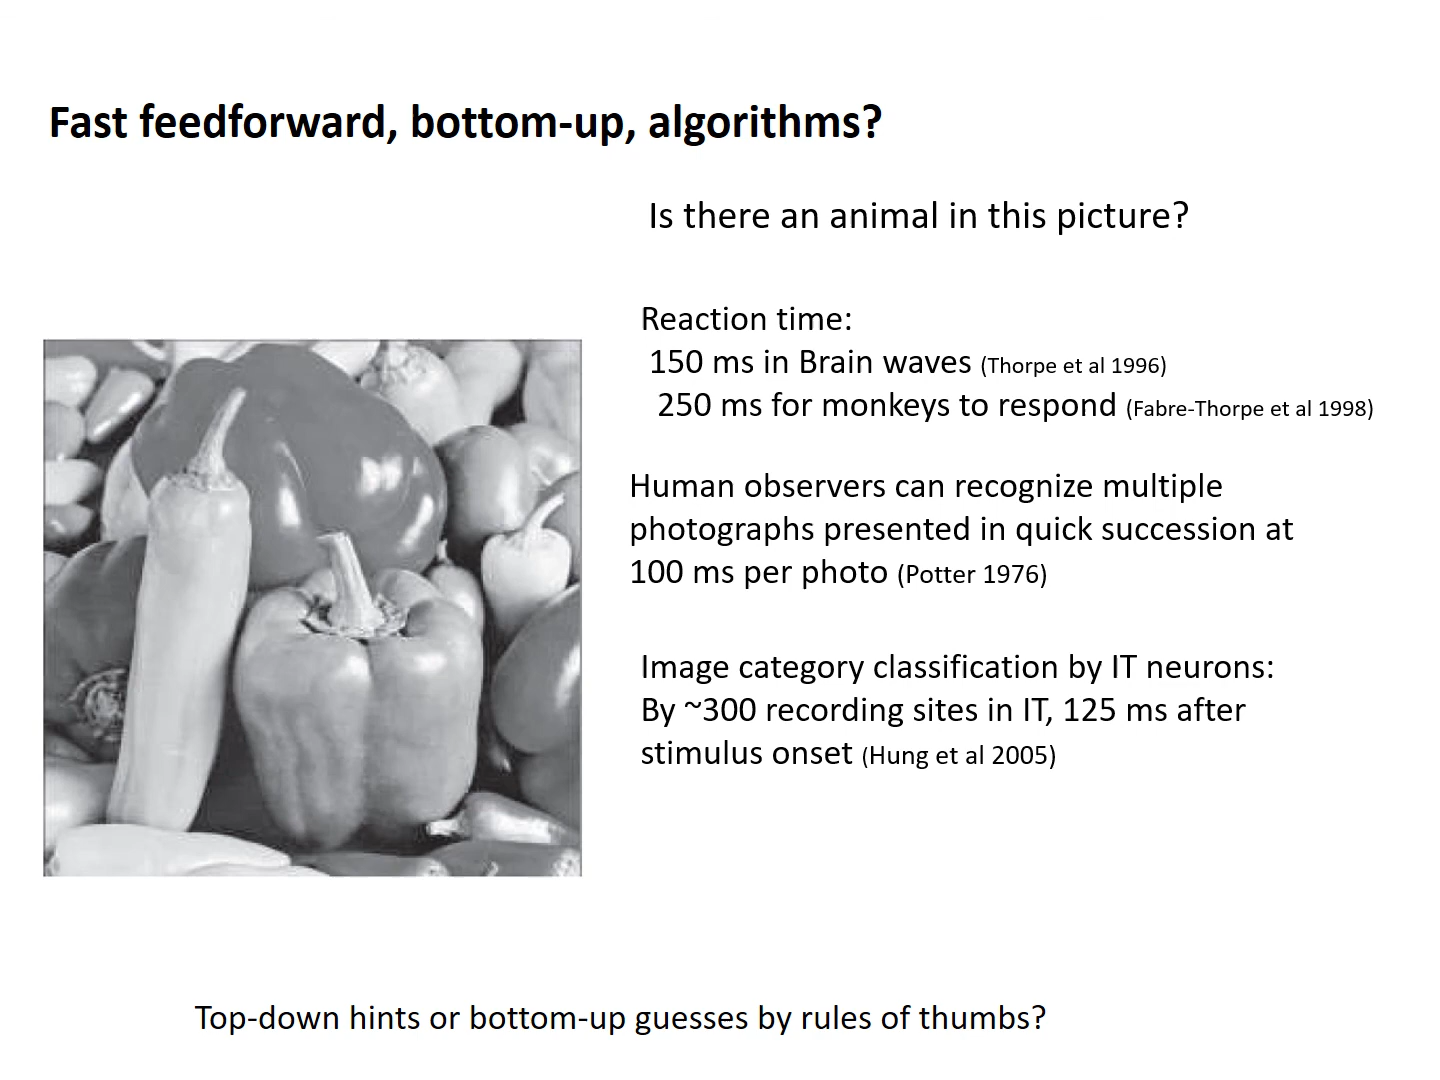 Fast feedforward, bottom-up, algorithms?
Is there an animal in this picture?
Reaction time:
150 ms in Brain waves (Thorpe et al 1996)
250 ms for monkeys to respond (Fabre-Thorpe et al 1998)
Human observers can recognize multiple
photographs presented in quick succession at
100 ms per photo (Potter 1976)
Image category classification by IT neurons:
By ~300 recording sites in IT, 125 ms after
stimulus onset (Hung et al 2005)
Top-down hints or bottom-up guesses by rules of thumbs?